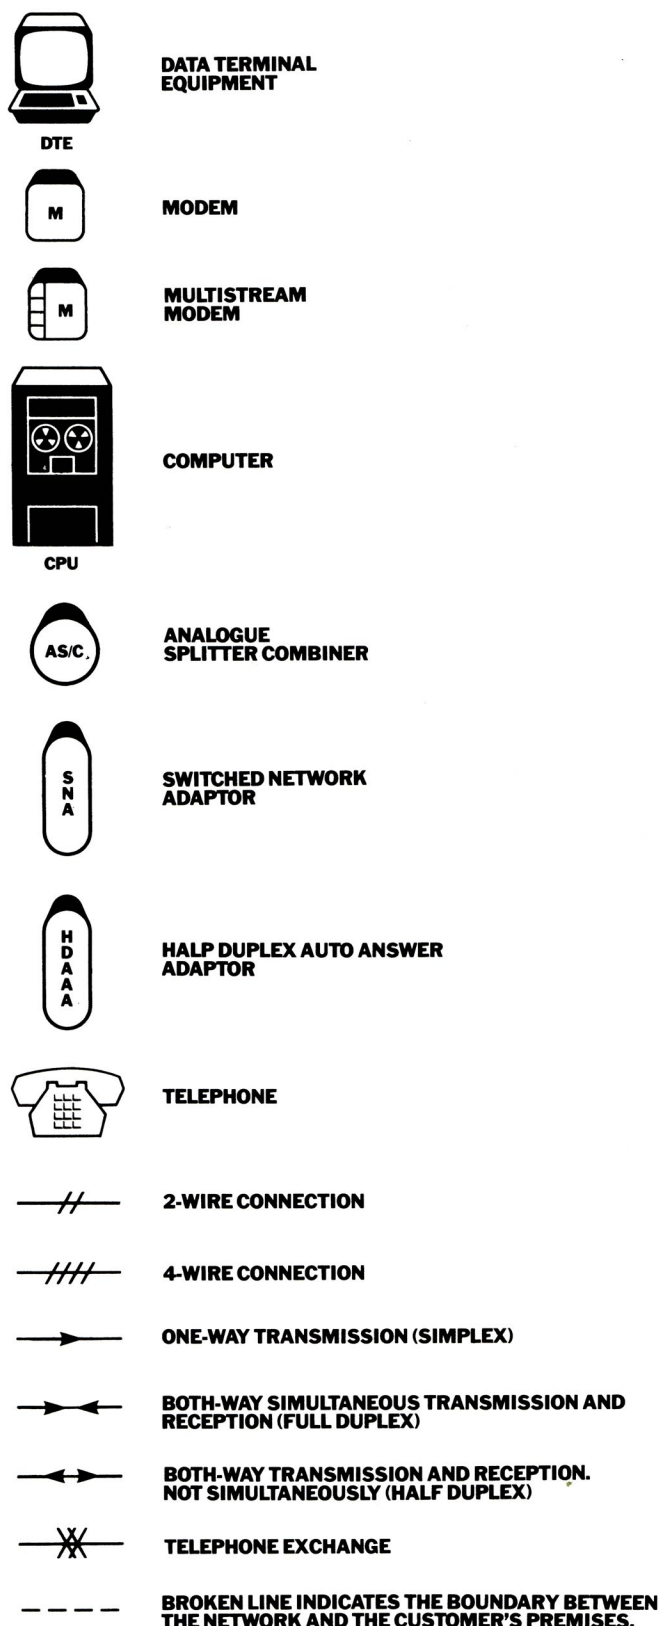 DATA TERMINAL
EQUIPMENT
DTE
M
MODEM
M
MULTISTREAM
MODEM
COMPUTER
CPU
AS/C
ANALOGUE
SPLITTER COMBINER
S
N
A
SWITCHED NETWORK
ADAPTOR
H
D
A
A
A
HALP DUPLEX AUTO ANSWER
ADAPTOR
TELEPHONE
2-WIRE CONNECTION
4-WIRE CONNECTION
ONE-WAY TRANSMISSION (SIMPLEX)
BOTH-WAY SIMULTANEOUS TRANSMISSION AND
RECEPTION (FULL DUPLEX)
BOTH-WAY TRANSMISSION AND RECEPTION.
NOT SIMULTANEOUSLY (HALF DUPLEX)
TELEPHONE EXCHANGE
BROKEN LINE INDICATES THE BOUNDARY BETWEEN
THE NETWORK AND THE CUSTOMER'S PREMISES.